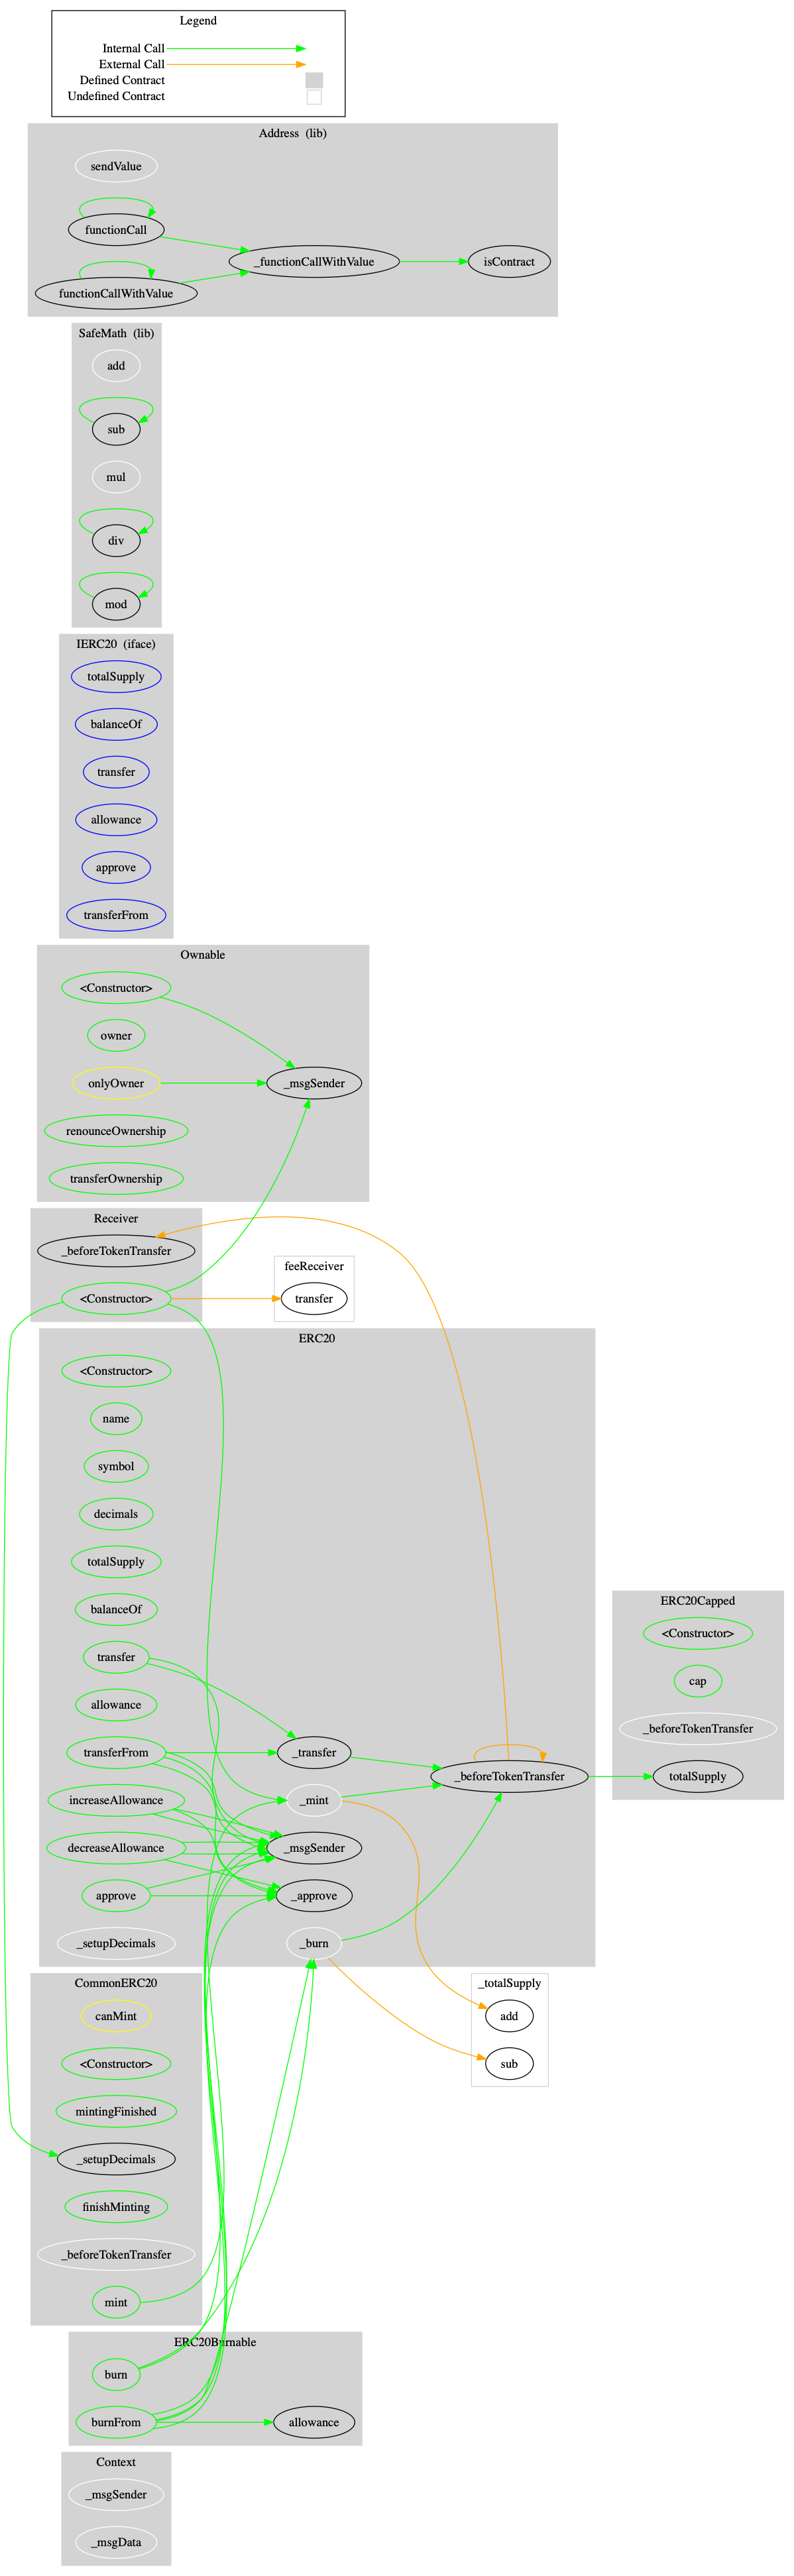 Legend
Internal Call
External Call
Defined Contract
Undefined Contract
Address  (lib)
sendValue
functionCall
_functionCallWithValue
isContract
functionCallWithValue
SafeMath  (lib)
add
sub
mul
div
mod
IERC20  (iface)
totalSupply
balanceOf
transfer
allowance
approve
transferFrom
Ownable
<Constructor>
owner
onlyOwner
_msgSender
renounceOwnership
transferOwnership
Receiver
_beforeTokenTransfer
<Constructor>
feeReceiver
transfer
ERC20
<Constructor>
name
symbol
decimals
totalSupply
balanceOf
transfer
allowance
transferFrom
_transfer
_beforeTokenTransfer
increaseAllowance
_mint
decreaseAllowance
_msgSender
approve
_approve
_setupDecimals
_burn
ERC20Capped
<Constructor>
cap
_beforeTokenTransfer
totalSupply
_totalSupply
add
sub
CommonERC20
canMint
<Constructor>
mintingFinished
_setupDecimals
finishMinting
_beforeTokenTransfer
mint
ERC20Burnable
burn
burnFrom
allowance
Context
_msgSender
_msgData